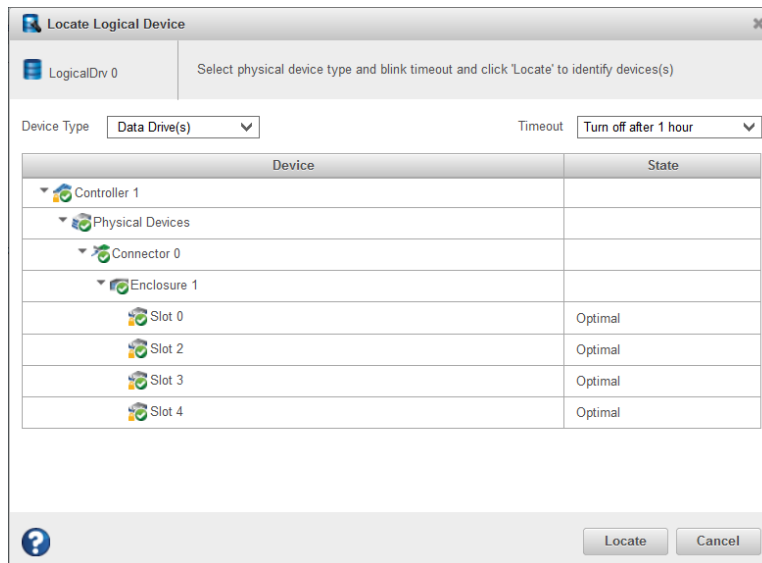 Locate Logical Device
LogicalDrv 0
Select physical device type and blink timeout and click 'Locate' to identify devices(s)
Device Type Data Drive(s) Timeout Turn off after 1 hour
Device State
Controller 1
Physical Devices
Connector 0
Enclosure 1
Slot 0 Optimal
Slot 2 Optimal
Slot 3 Optimal
Slot 4 Optimal
? Locate Cancel